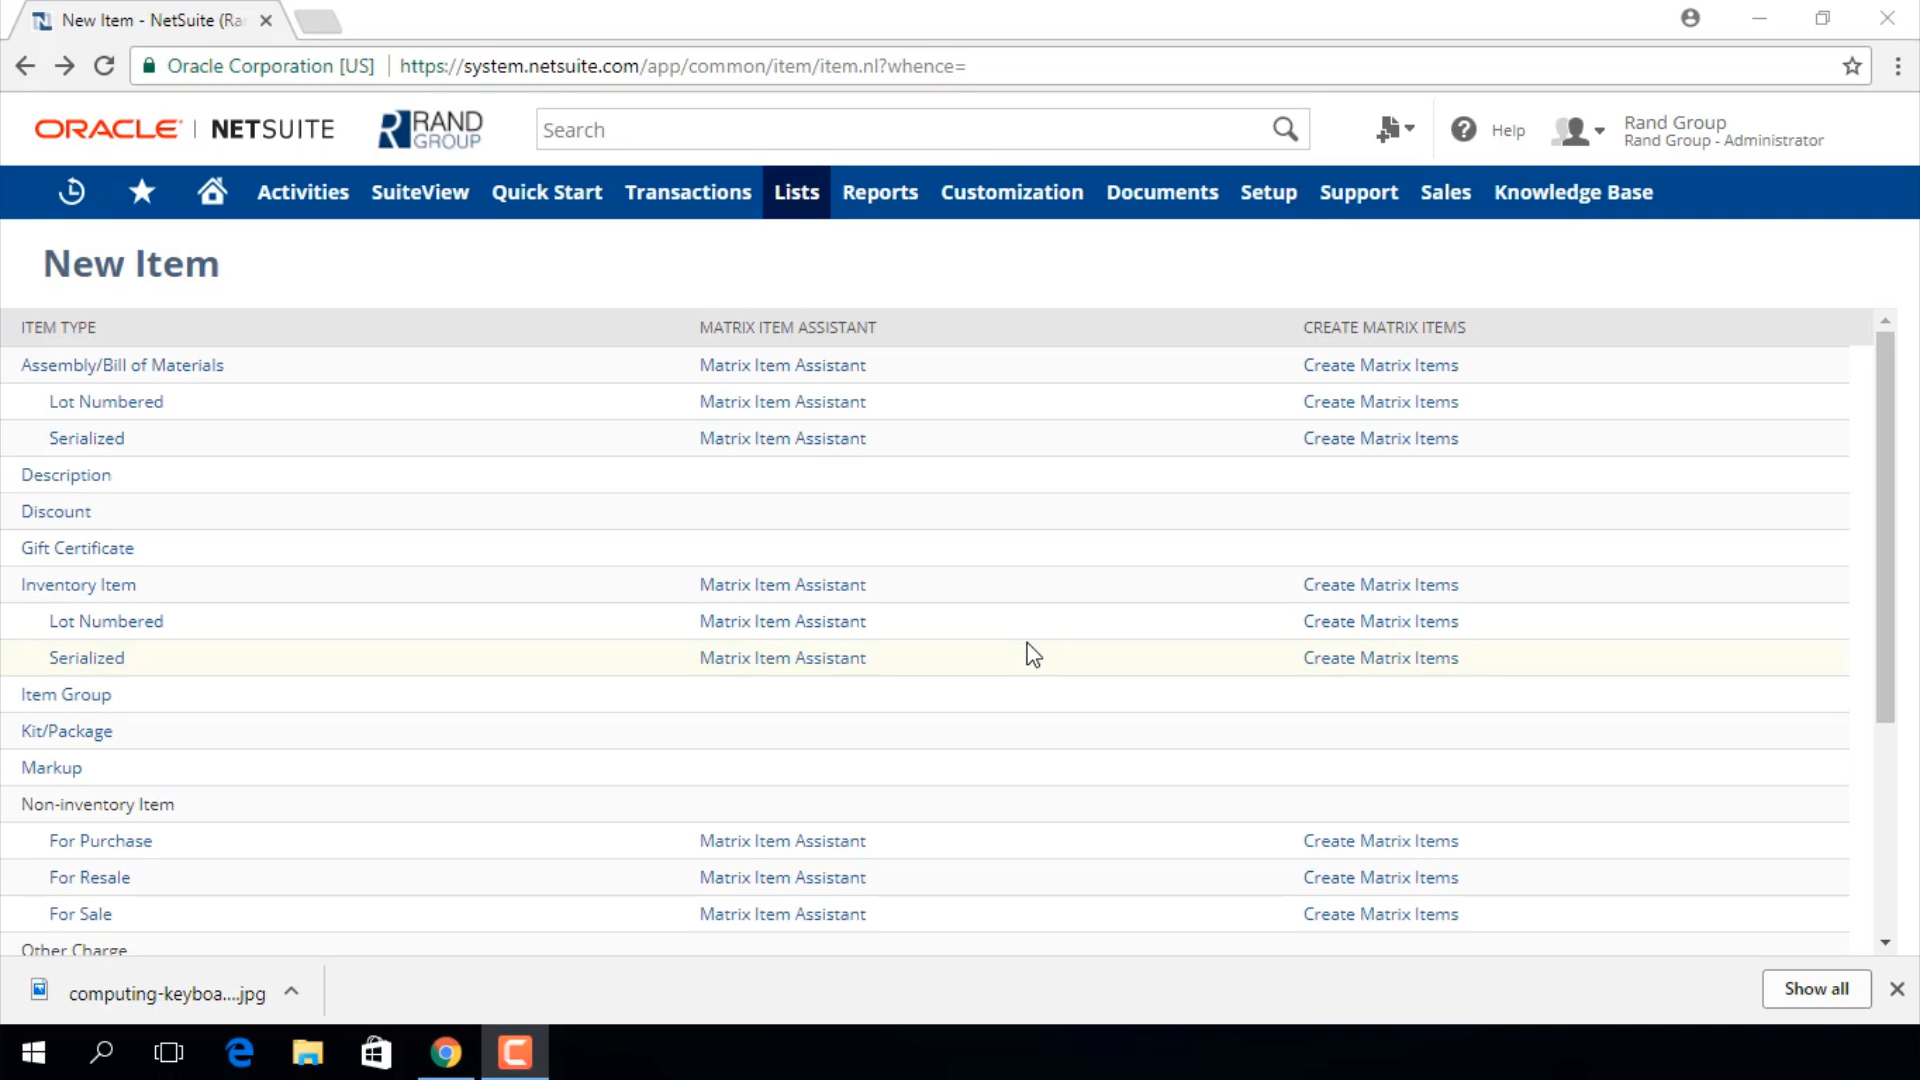 New Item - NetSuite (Ra
Oracle Corporation [US] https://system.netsuite.com/app/common/item/item.nl?whence=
ORACLE NETSUITE RAND GROUP Search Help Rand Group
Rand Group - Administrator
Activities SuiteView Quick Start Transactions Lists Reports Customization Documents Setup Support Sales Knowledge Base
New Item
ITEM TYPE MATRIX ITEM ASSISTANT CREATE MATRIX ITEMS
Assembly/Bill of Materials Matrix Item Assistant Create Matrix Items
Lot Numbered Matrix Item Assistant Create Matrix Items
Serialized Matrix Item Assistant Create Matrix Items
Description
Discount
Gift Certificate
Inventory Item Matrix Item Assistant Create Matrix Items
Lot Numbered Matrix Item Assistant Create Matrix Items
Serialized Matrix Item Assistant Create Matrix Items
Item Group
Kit/Package
Markup
Non-inventory Item
For Purchase Matrix Item Assistant Create Matrix Items
For Resale Matrix Item Assistant Create Matrix Items
For Sale Matrix Item Assistant Create Matrix Items
Other Charge
computing-keyboa....jpg Show all